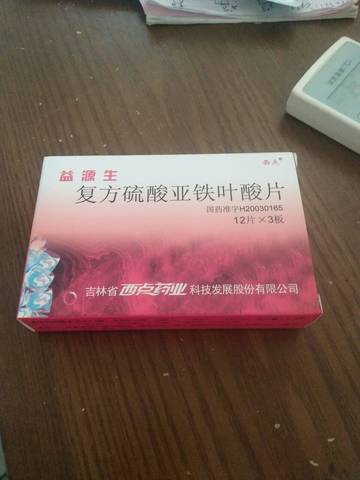 西点
益源生
复方硫酸亚铁叶酸片
国药准字H20030165
12片×3板
吉林省西点药业科技发展股份有限公司